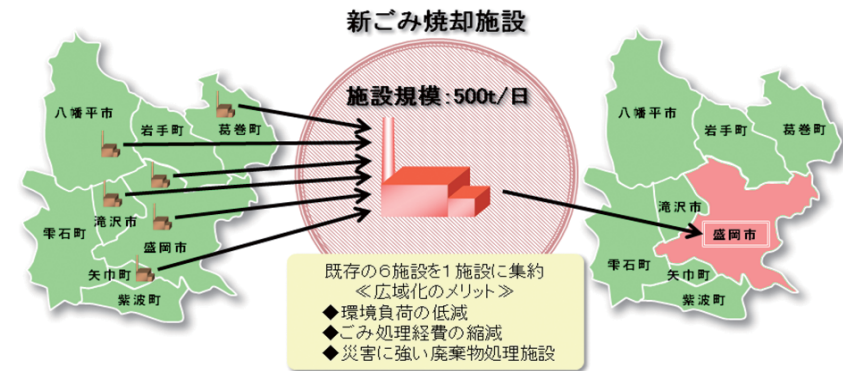 新ごみ焼却施設
施設規模：500t/日
八幡平市
岩手町
葛巻町
滝沢市
雫石町
盛岡市
矢巾町
紫波町
既存の６施設を１施設に集約
≪広域化のメリット≫
◆環境負荷の低減
◆ごみ処理経費の縮減
◆災害に強い廃棄物処理施設
八幡平市
岩手町
葛巻町
滝沢市
盛岡市
雫石町
矢巾町
紫波町